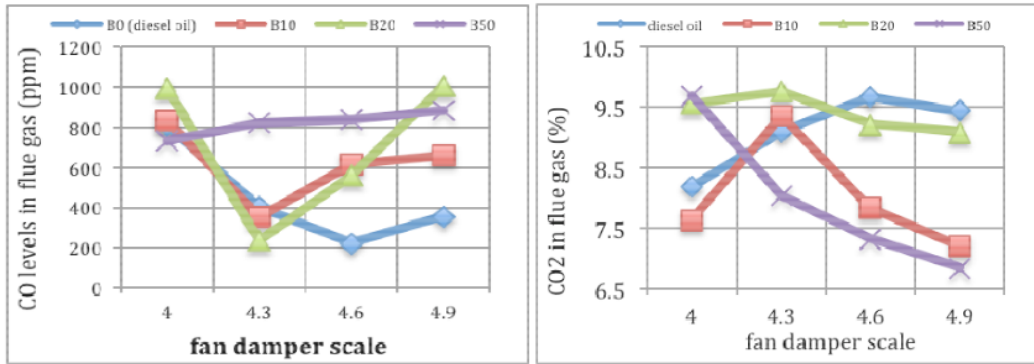 B0 (diesel oil) B10 B20 B50
CO levels in flue gas (ppm)
1200
1000
800
600
400
200
0
4 4.3 4.6 4.9
fan damper scale
diesel oil B10 B20 B50
CO2 in flue gas (%)
10.5
9.5
8.5
7.5
6.5
4 4.3 4.6 4.9
fan damper scale